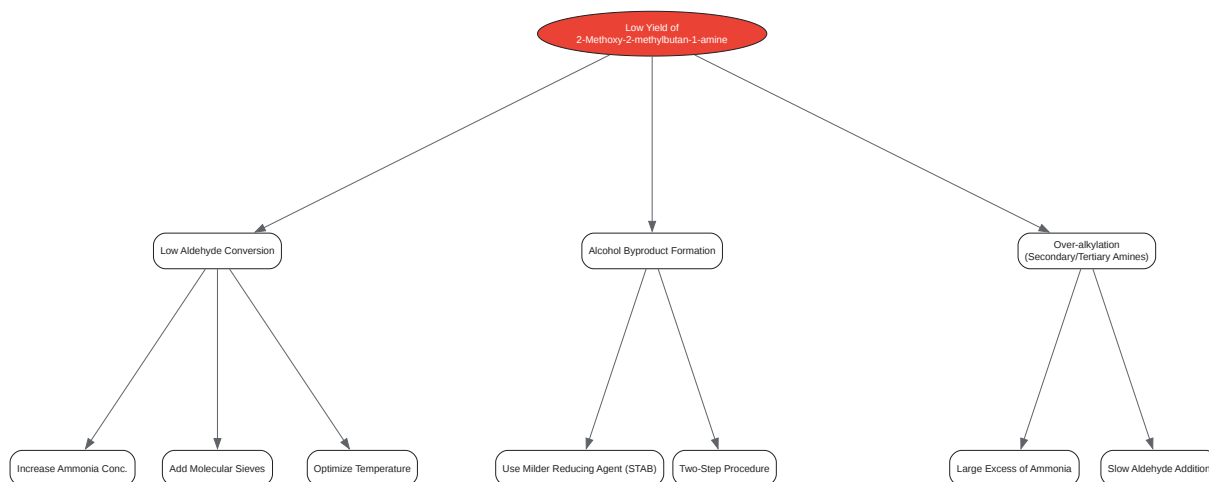 Low Yield of
2-Methoxy-2-methylbutan-1-amine
Low Aldehyde Conversion
Alcohol Byproduct Formation
Over-alkylation
(Secondary/Tertiary Amines)
Increase Ammonia Conc.
Add Molecular Sieves
Optimize Temperature
Use Milder Reducing Agent (STAB)
Two-Step Procedure
Large Excess of Ammonia
Slow Aldehyde Addition